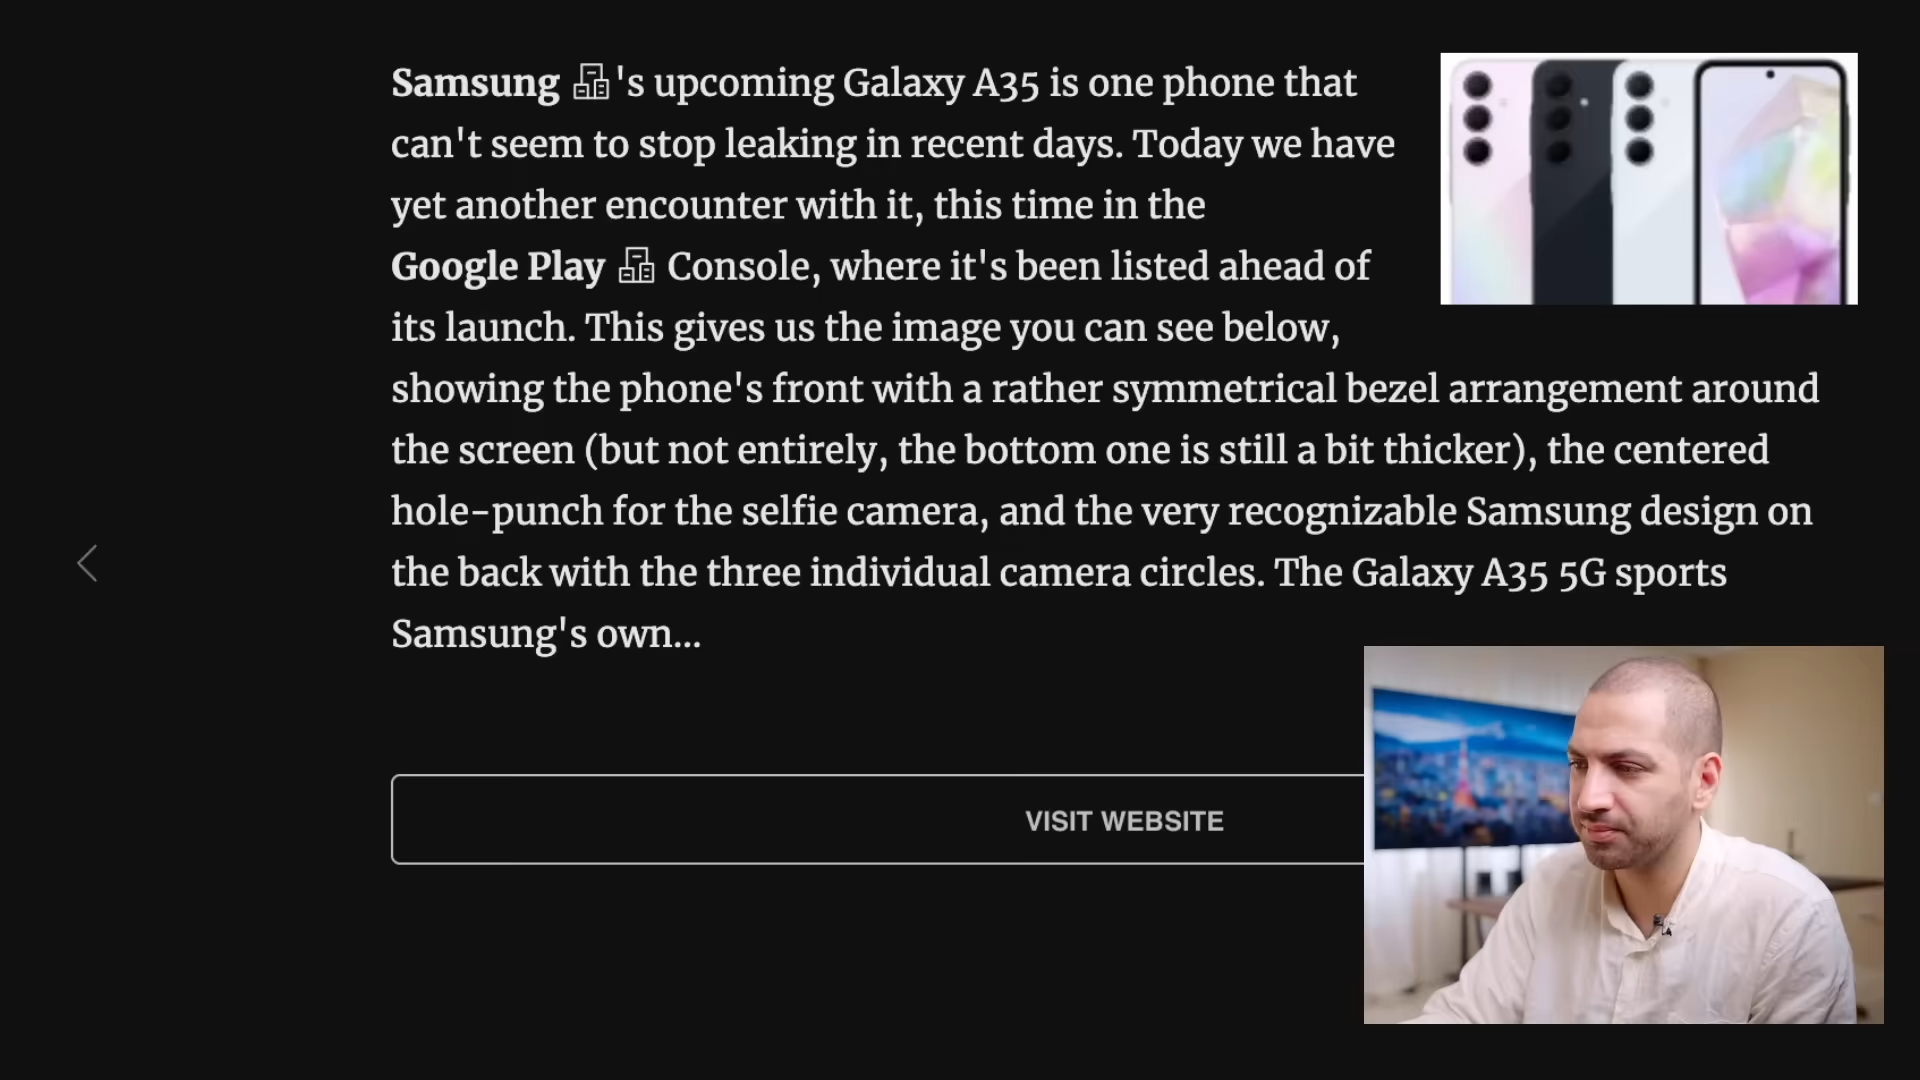 Samsung 's upcoming Galaxy A35 is one phone that
can't seem to stop leaking in recent days. Today we have
yet another encounter with it, this time in the
Google Play Console, where it's been listed ahead of
its launch. This gives us the image you can see below,
showing the phone's front with a rather symmetrical bezel arrangement around
the screen (but not entirely, the bottom one is still a bit thicker), the centered
hole-punch for the selfie camera, and the very recognizable Samsung design on
the back with the three individual camera circles. The Galaxy A35 5G sports
Samsung's own...
VISIT WEBSITE